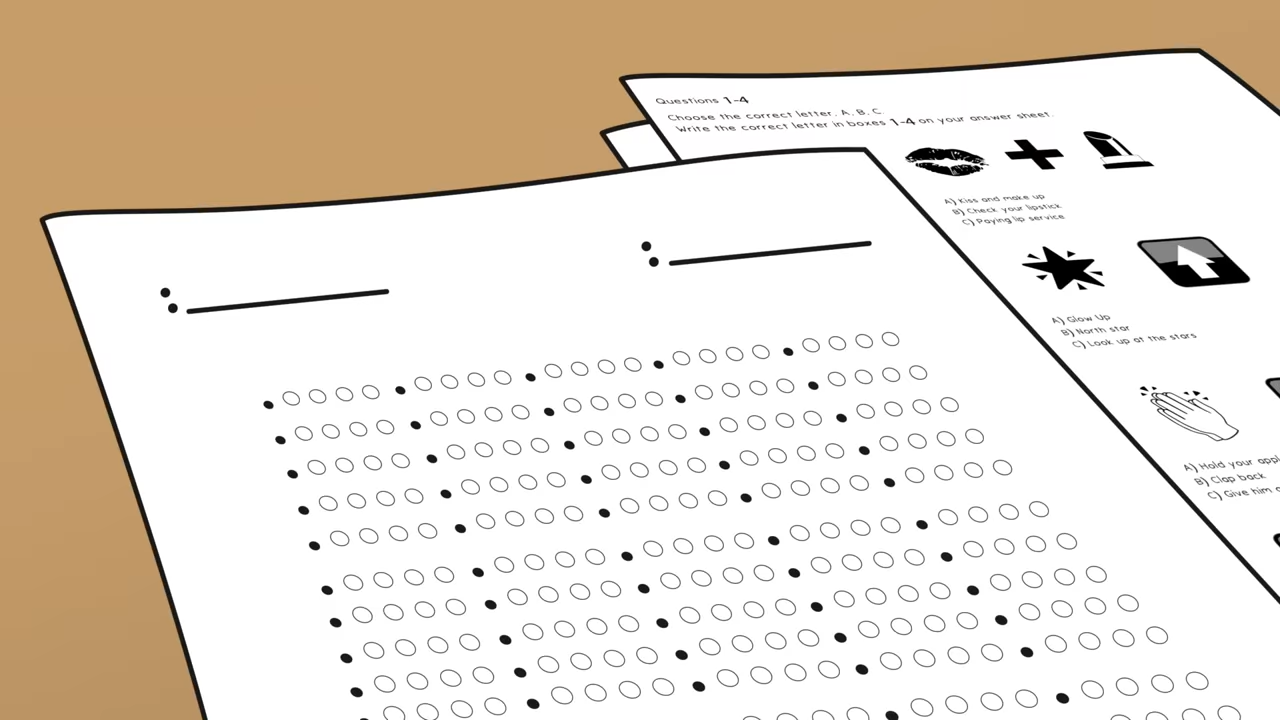 Questions 1-4
Choose the correct letter, A, B, C.
Write the correct letter in boxes 1-4 on your answer sheet.
A) Kiss and make up
B) Check your lipstick
C) Paying lip service
A) Glow Up
B) North star
C) Look up at the stars
A) Hold your
B) Clap back
C) Give him